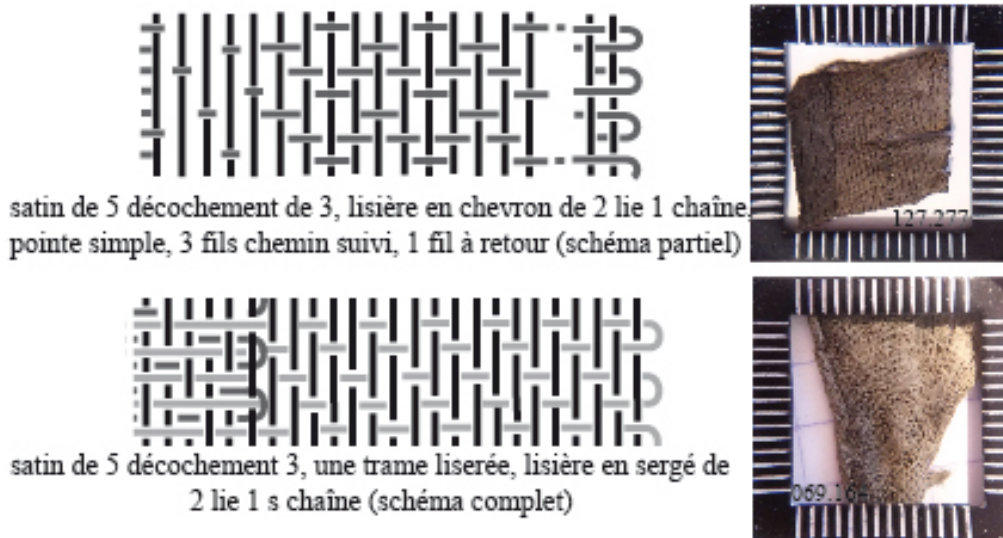 satin de 5 décochement de 3, lisière en chevron de 2 lie 1 chaîne,
pointe simple, 3 fils chemin suivi, 1 fil à retour (schéma partiel)
127.277
satin de 5 décochement 3, une trame liserée, lisière en sergé de
2 lie 1 s chaîne (schéma complet)